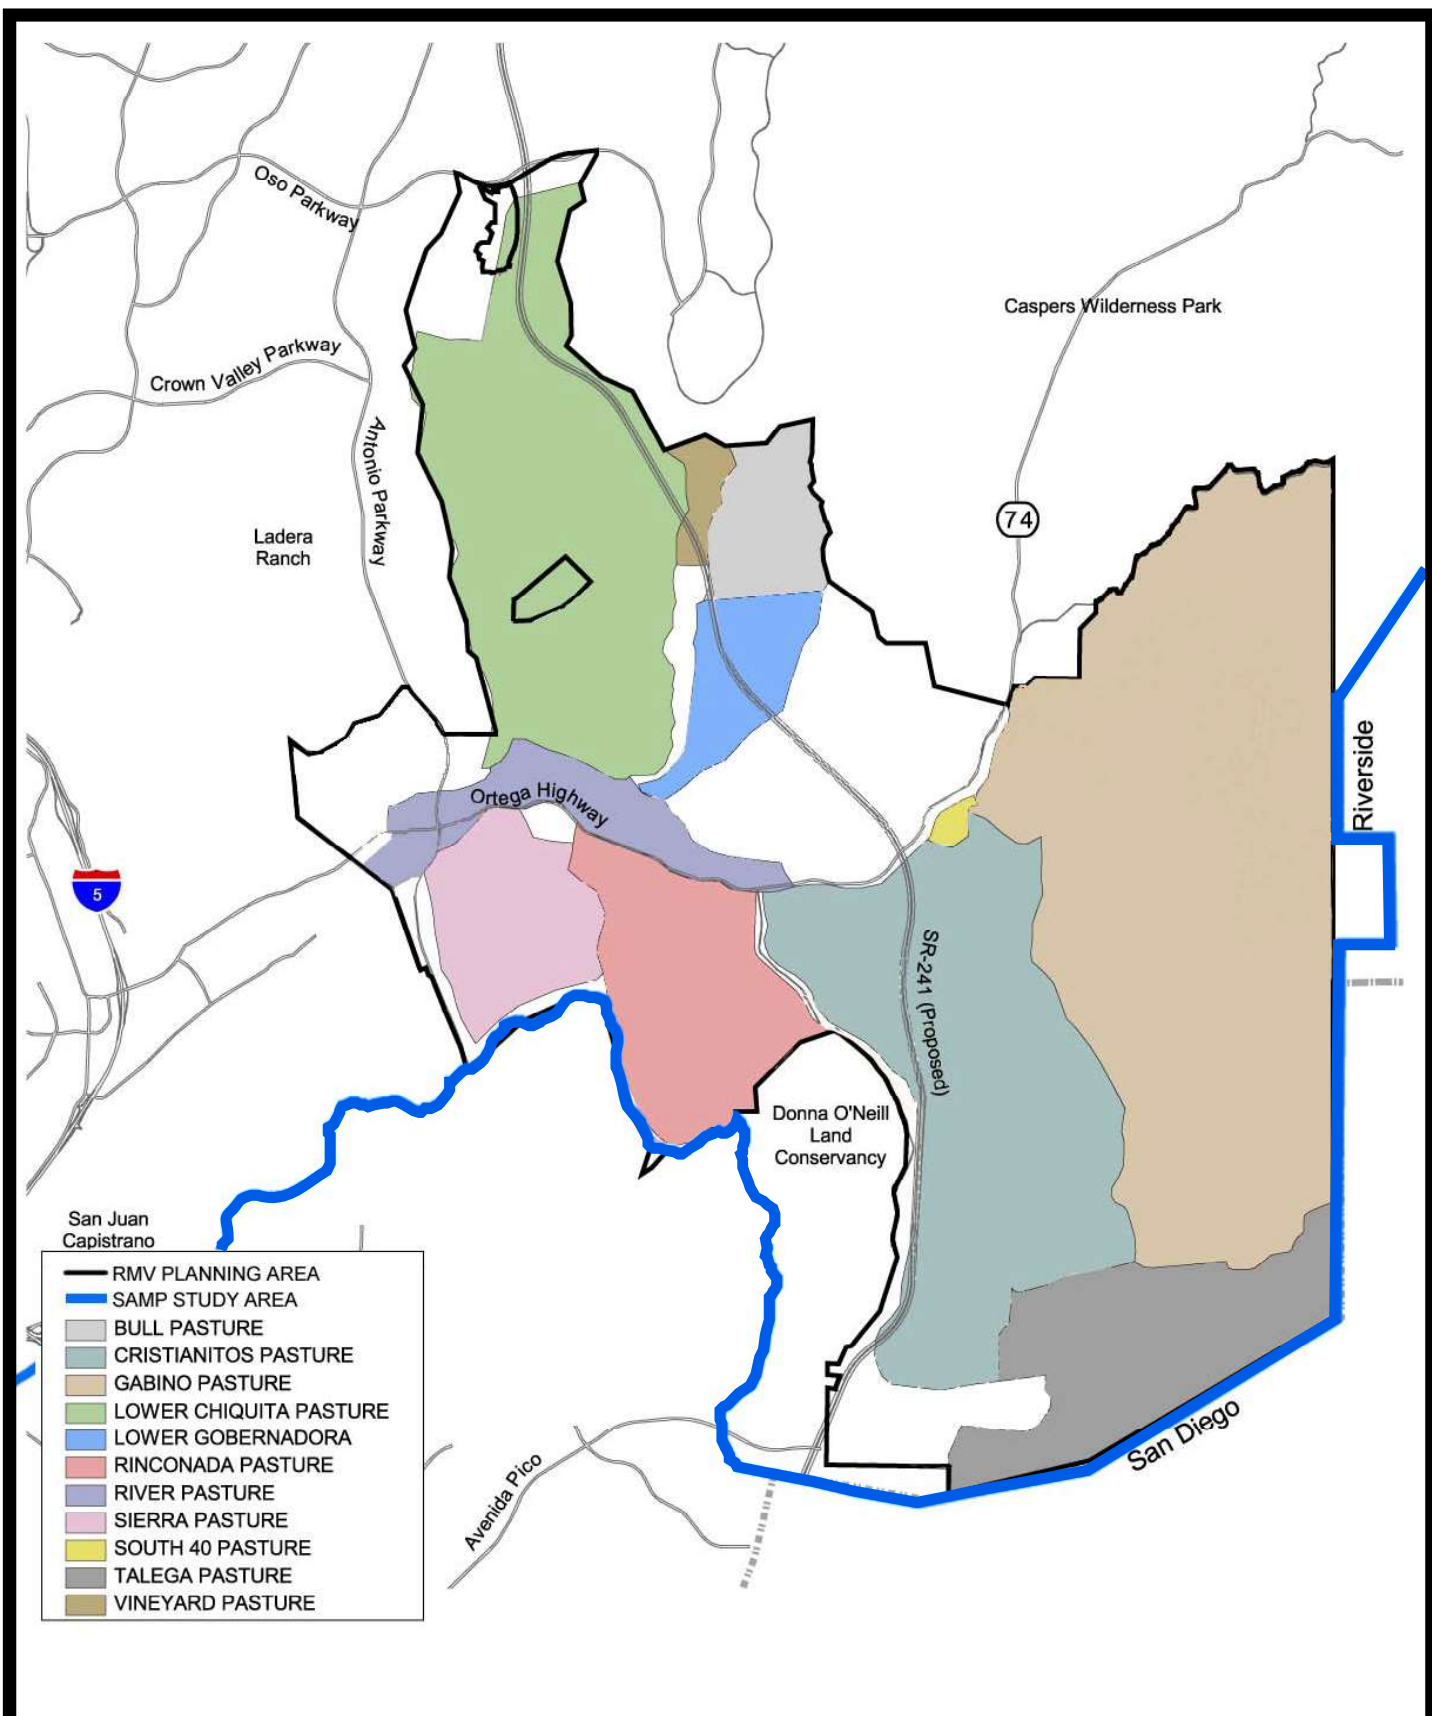 Oso Parkway
Caspers Wilderness Park
Crown Valley Parkway
Antonio Parkway
74
Ladera
Ranch
Riverside
Ortega Highway
5
SR-241 (Proposed)
Donna O'Neill
Land
Conservancy
San Juan
Capistrano
San Diego
Avenida Pico
RMV PLANNING AREA
SAMP STUDY AREA
BULL PASTURE
CRISTIANITOS PASTURE
GABINO PASTURE
LOWER CHIQUITA PASTURE
LOWER GOBERNADORA
RINCONADA PASTURE
RIVER PASTURE
SIERRA PASTURE
SOUTH 40 PASTURE
TALEGA PASTURE
VINEYARD PASTURE